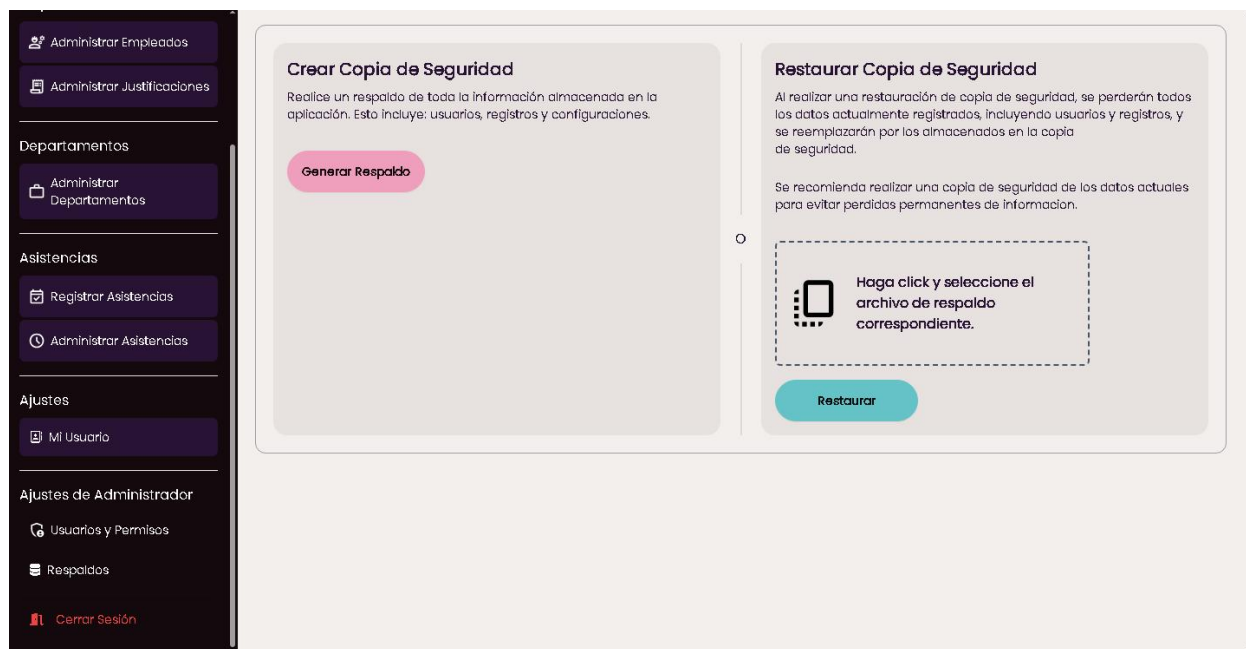 Administrar Empleados
Administrar Justificaciones
Departamentos
Administrar
Departamentos
Asistencias
Registrar Asistencias
Administrar Asistencias
Ajustes
Mi Usuario
Ajustes de Administrador
Usuarios y Permisos
Respaldos
Cerrar Sesión
Crear Copia de Seguridad
Realice un respaldo de toda la información almacenada en la
aplicación. Esto incluye: usuarios, registros y configuraciones.
Generar Respaldo
O
Restaurar Copia de Seguridad
Al realizar una restauración de copia de seguridad, se perderán todos
los datos actualmente registrados, incluyendo usuarios y registros, y
se reemplazarán por los almacenados en la copia
de seguridad.
Se recomienda realizar una copia de seguridad de los datos actuales
para evitar perdidas permanentes de informacion.
Haga click y seleccione el
archivo de respaldo
correspondiente.
Restaurar